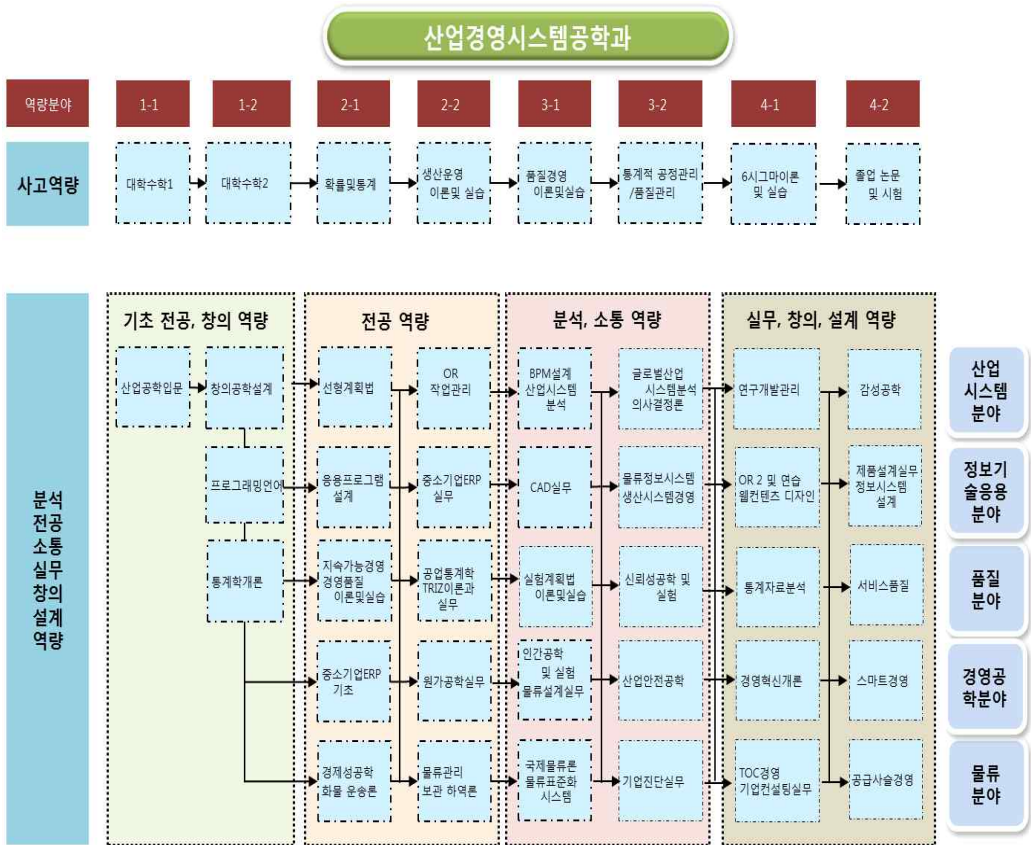 산업경영시스템공학과
역량분야
1-1
1-2
2-1
2-2
3-1
3-2
4-1
4-2
사고역량
대학수학1
대학수학2
확률및통계
생산운영
이론및 실습
품질경영
이론및실습
통계적 공정관리
/품질관리
6시그마이론
및 실습
졸업 논문
및 시험
분석
전공
소통
실무
창의
설계
역량
기초 전공, 창의 역량
전공 역량
분석, 소통 역량
실무, 창의, 설계 역량
산업공학입문
창의공학설계
선형계획법
OR
작업관리
BPM설계
산업시스템
분석
글로벌산업
시스템분석
의사결정론
연구개발관리
감성공학
산업
시스템
분야
프로그래밍언어
응용프로그램
설계
중소기업ERP
실무
CAD실무
물류정보시스템
생산시스템경영
OR 2 및 연습
웹컨텐츠 디자인
제품설계실무
정보시스템
설계
정보기
술응용
분야
통계학개론
지속가능경영
경영품질
이론및실습
공업통계학
TRIZ이론과
실무
실험계획법
이론및실습
신뢰성공학 및
실험
통계자료분석
서비스품질
품질
분야
중소기업ERP
기초
원가공학실무
인간공학
및 실험
물류설계실무
산업안전공학
경영혁신개론
스마트경영
경영공
학분야
경제성공학
화물 운송론
물류관리
보관 하역론
국제물류론
물류표준화
시스템
기업진단실무
TOC경영
기업컨설팅실무
공급사슬경영
물류
분야